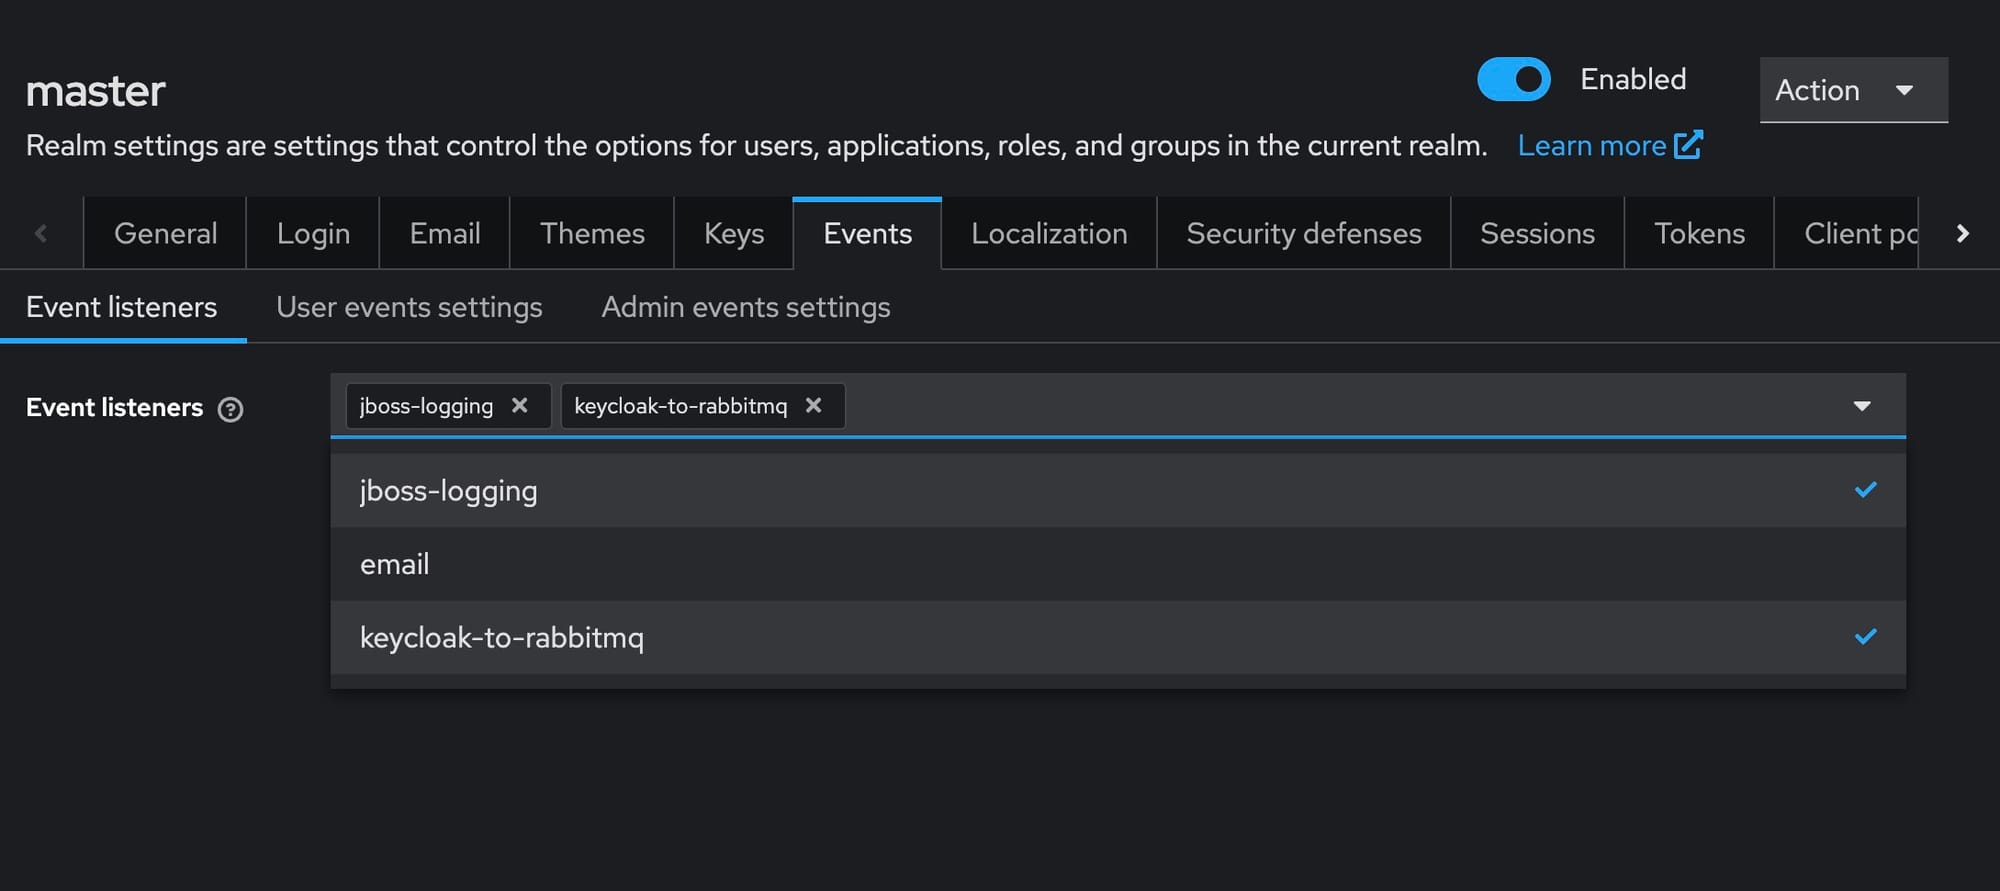 master
Enabled
Action
Realm settings are settings that control the options for users, applications, roles, and groups in the current realm. Learn more
General Login Email Themes Keys Events Localization Security defenses Sessions Tokens Client po
Event listeners User events settings Admin events settings
Event listeners
jboss-logging keycloak-to-rabbitmq
jboss-logging
email
keycloak-to-rabbitmq